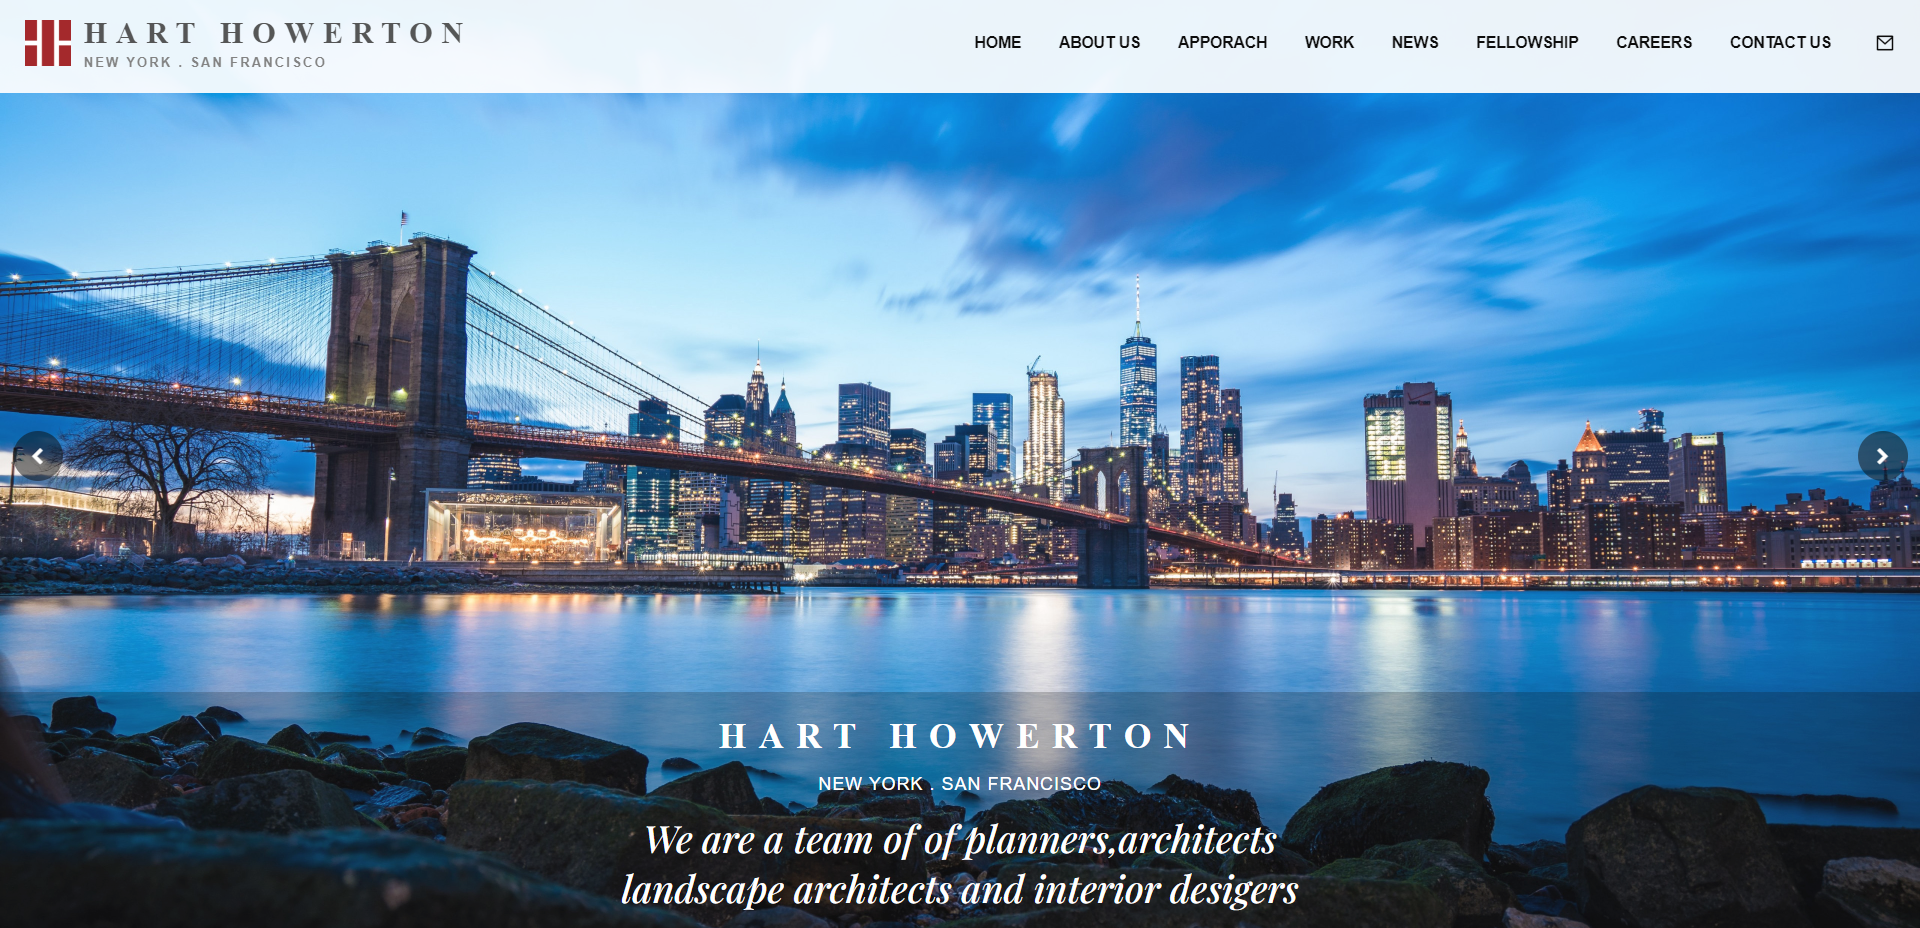 HART HOWERTON
NEW YORK . SAN FRANCISCO
HOME ABOUT US APPORACH WORK NEWS FELLOWSHIP CAREERS CONTACT US
HART HOWERTON
NEW YORK . SAN FRANCISCO
We are a team of of planners,architects
landscape architects and interior desigers